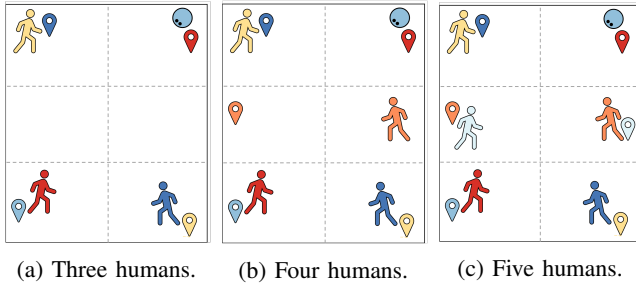 (a) Three humans.
(b) Four humans.
(c) Five humans.